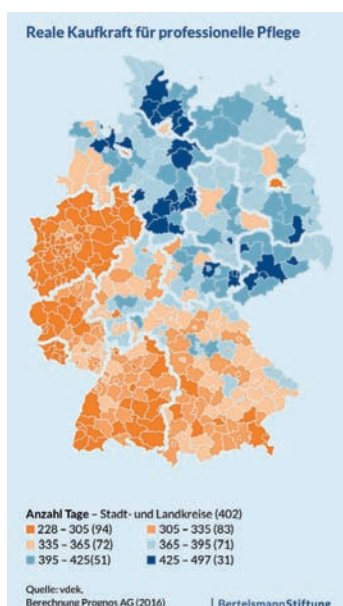 Reale Kaufkraft für professionelle Pflege
Anzahl Tage – Stadt- und Landkreise (402)
228 – 305 (94) 305 – 335 (83)
335 – 365 (72) 365 – 395 (71)
395 – 425(51) 425 – 497 (31)
Quelle: vdek,
Berechnung Prognos AG (2016) | BertelsmannStiftung